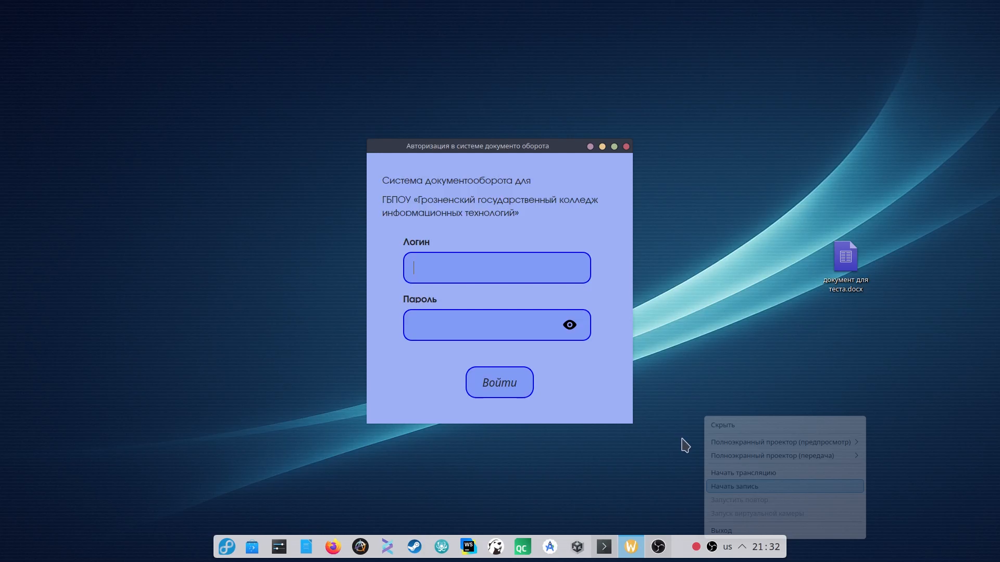 Авторизация в системе документо оборота
Система документооборота для
ГБПОУ «Грозненский государственный колледж
информационных технологий»
Логин
Пароль
Войти
документ для
теста.docx
Скрыть
Полноэкранный проектор (предпросмотр)
Полноэкранный проектор (передача)
Начать трансляцию
Начать запись
Запустить повтор
Запуск виртуальной камеры
Выход
WS
QC
W
us
21:32